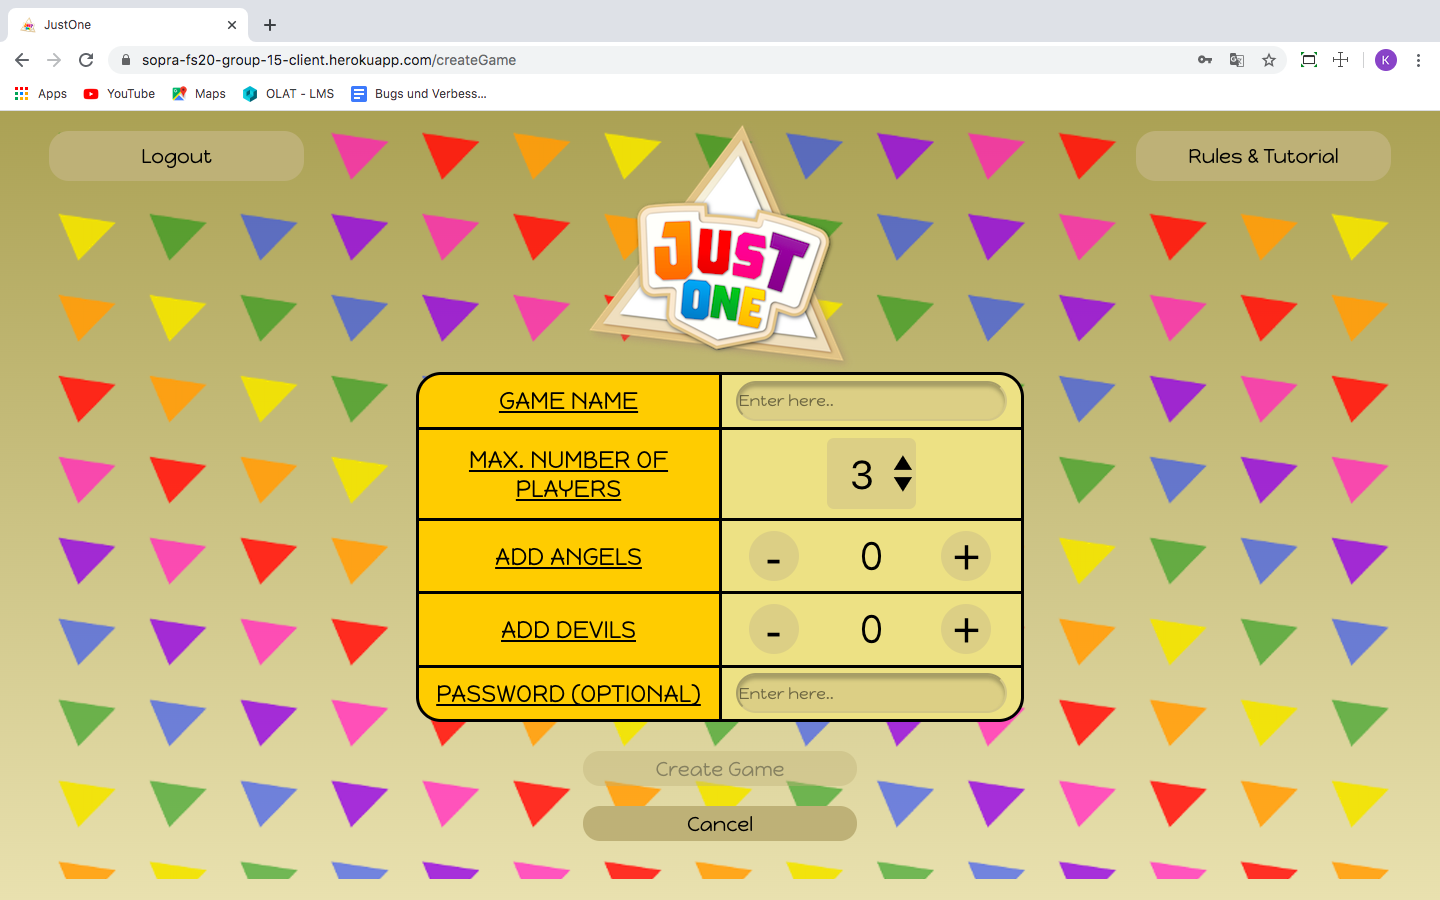 JustOne
sopra-fs20-group-15-client.herokuapp.com/createGame
K
Apps
YouTube
Maps
OLAT - LMS
Bugs und Verbess...
Logout
Rules & Tutorial
JUST
ONE
GAME NAME
Enter here..
MAX. NUMBER OF
PLAYERS
3
ADD ANGELS
-
0
+
ADD DEVILS
-
0
+
PASSWORD (OPTIONAL)
Enter here..
Create Game
Cancel